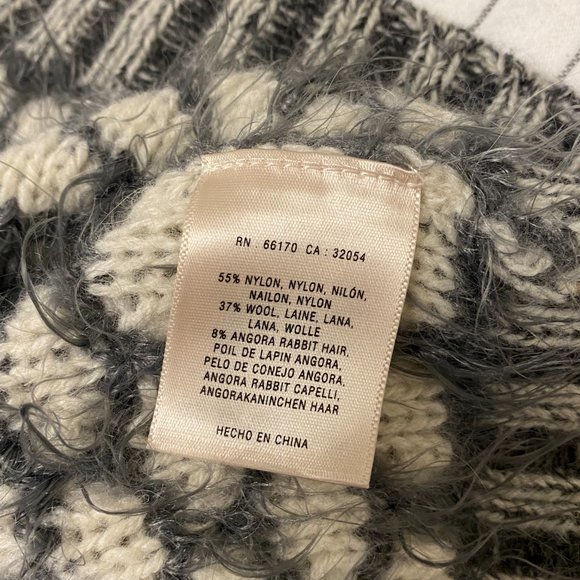 RN : 66170 CA : 32054
55% NYLON, NYLON, NILÓN,
NAILON, NYLON
37% WOOL, LAINE, LANA,
LANA, WOLLE
8% ANGORA RABBIT HAIR,
POIL DE LAPIN ANGORA,
PELO DE CONEJO ANGORA,
ANGORA RABBIT CAPELLI,
ANGORAKANINCHEN HAAR
HECHO EN CHINA